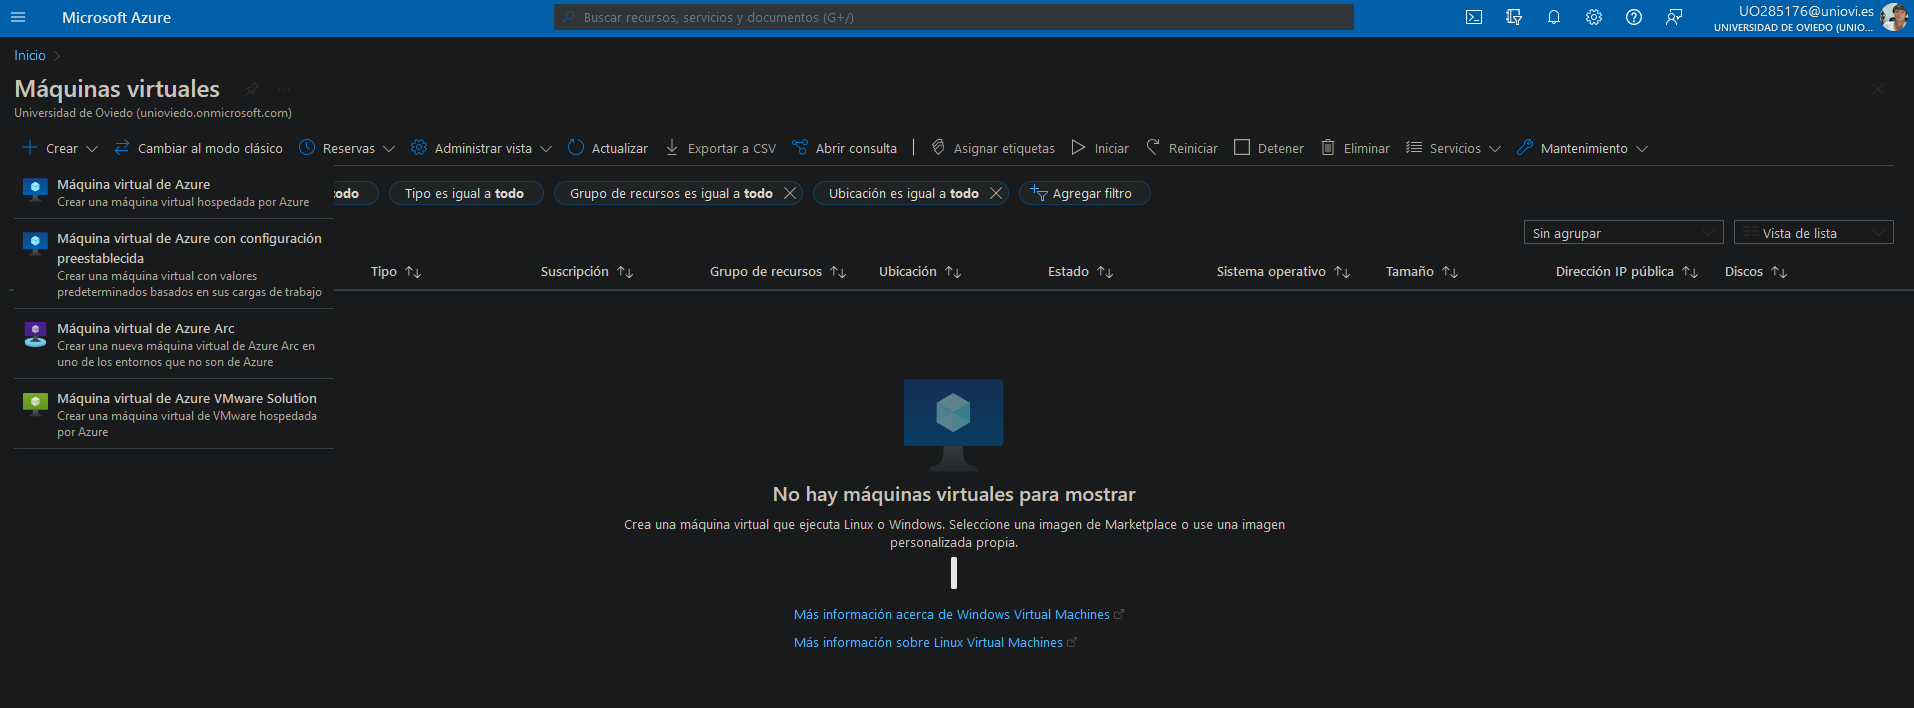 Microsoft Azure
Buscar recursos, servicios y documentos (G+/)
UO285176@uniovi.es
UNIVERSIDAD DE OVIEDO (UNIO...
Inicio
Máquinas virtuales
Universidad de Oviedo (unioviedo.onmicrosoft.com)
Crear Cambiar al modo clásico Reservas Administrar vista Actualizar Exportar a CSV Abrir consulta Asignar etiquetas Iniciar Reiniciar Detener Eliminar Servicios Mantenimiento
Máquina virtual de Azure
Crear una máquina virtual hospedada por Azure
Máquina virtual de Azure con configuración
preestablecida
Crear una máquina virtual con valores
predeterminados basados en sus cargas de trabajo
Máquina virtual de Azure Arc
Crear una nueva máquina virtual de Azure Arc en
uno de los entornos que no son de Azure
Máquina virtual de Azure VMware Solution
Crear una máquina virtual de VMware hospedada
por Azure
todo Tipo es igual a todo Grupo de recursos es igual a todo Ubicación es igual a todo Agregar filtro
Sin agrupar Vista de lista
Tipo Suscripción Grupo de recursos Ubicación Estado Sistema operativo Tamaño Dirección IP pública Discos
No hay máquinas virtuales para mostrar
Crea una máquina virtual que ejecuta Linux o Windows. Seleccione una imagen de Marketplace o use una imagen
personalizada propia.
Más información acerca de Windows Virtual Machines
Más información sobre Linux Virtual Machines